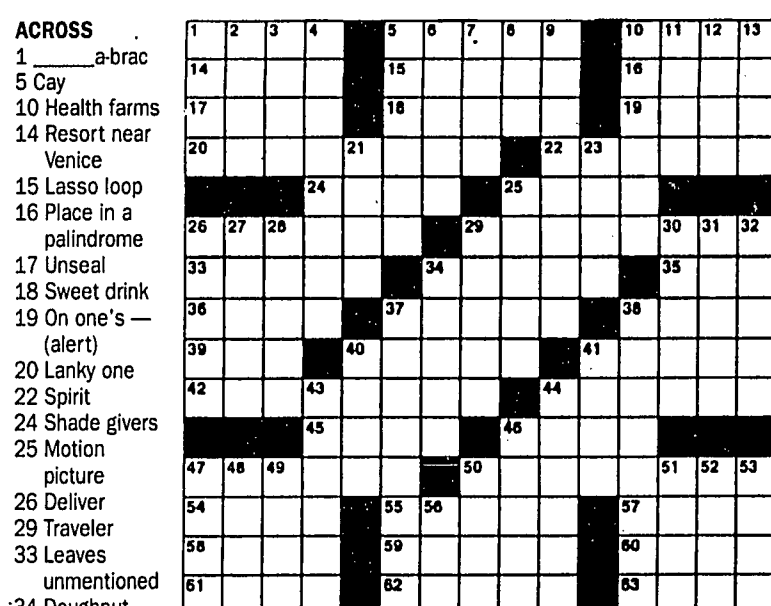 ACROSS
1 ______a-brac
5 Cay
10 Health farms
14 Resort near
Venice
15 Lasso loop
16 Place in a
palindrome
17 Unseal
18 Sweet drink
19 On one's —
(alert)
20 Lanky one
22 Spirit
24 Shade givers
25 Motion
picture
26 Deliver
29 Traveler
33 Leaves
unmentioned
34 Doughnut
1 2 3 4 5 6 7 8 9 10 11 12 13
14 15 16
17 18 19
20 21 22 23
24 25
26 27 28 29 30 31 32
33 34 35
36 37 38
39 40 41
42 43 44
45 46
47 48 49 50 51 52 53
54 55 56 57
58 59 60
61 62 63